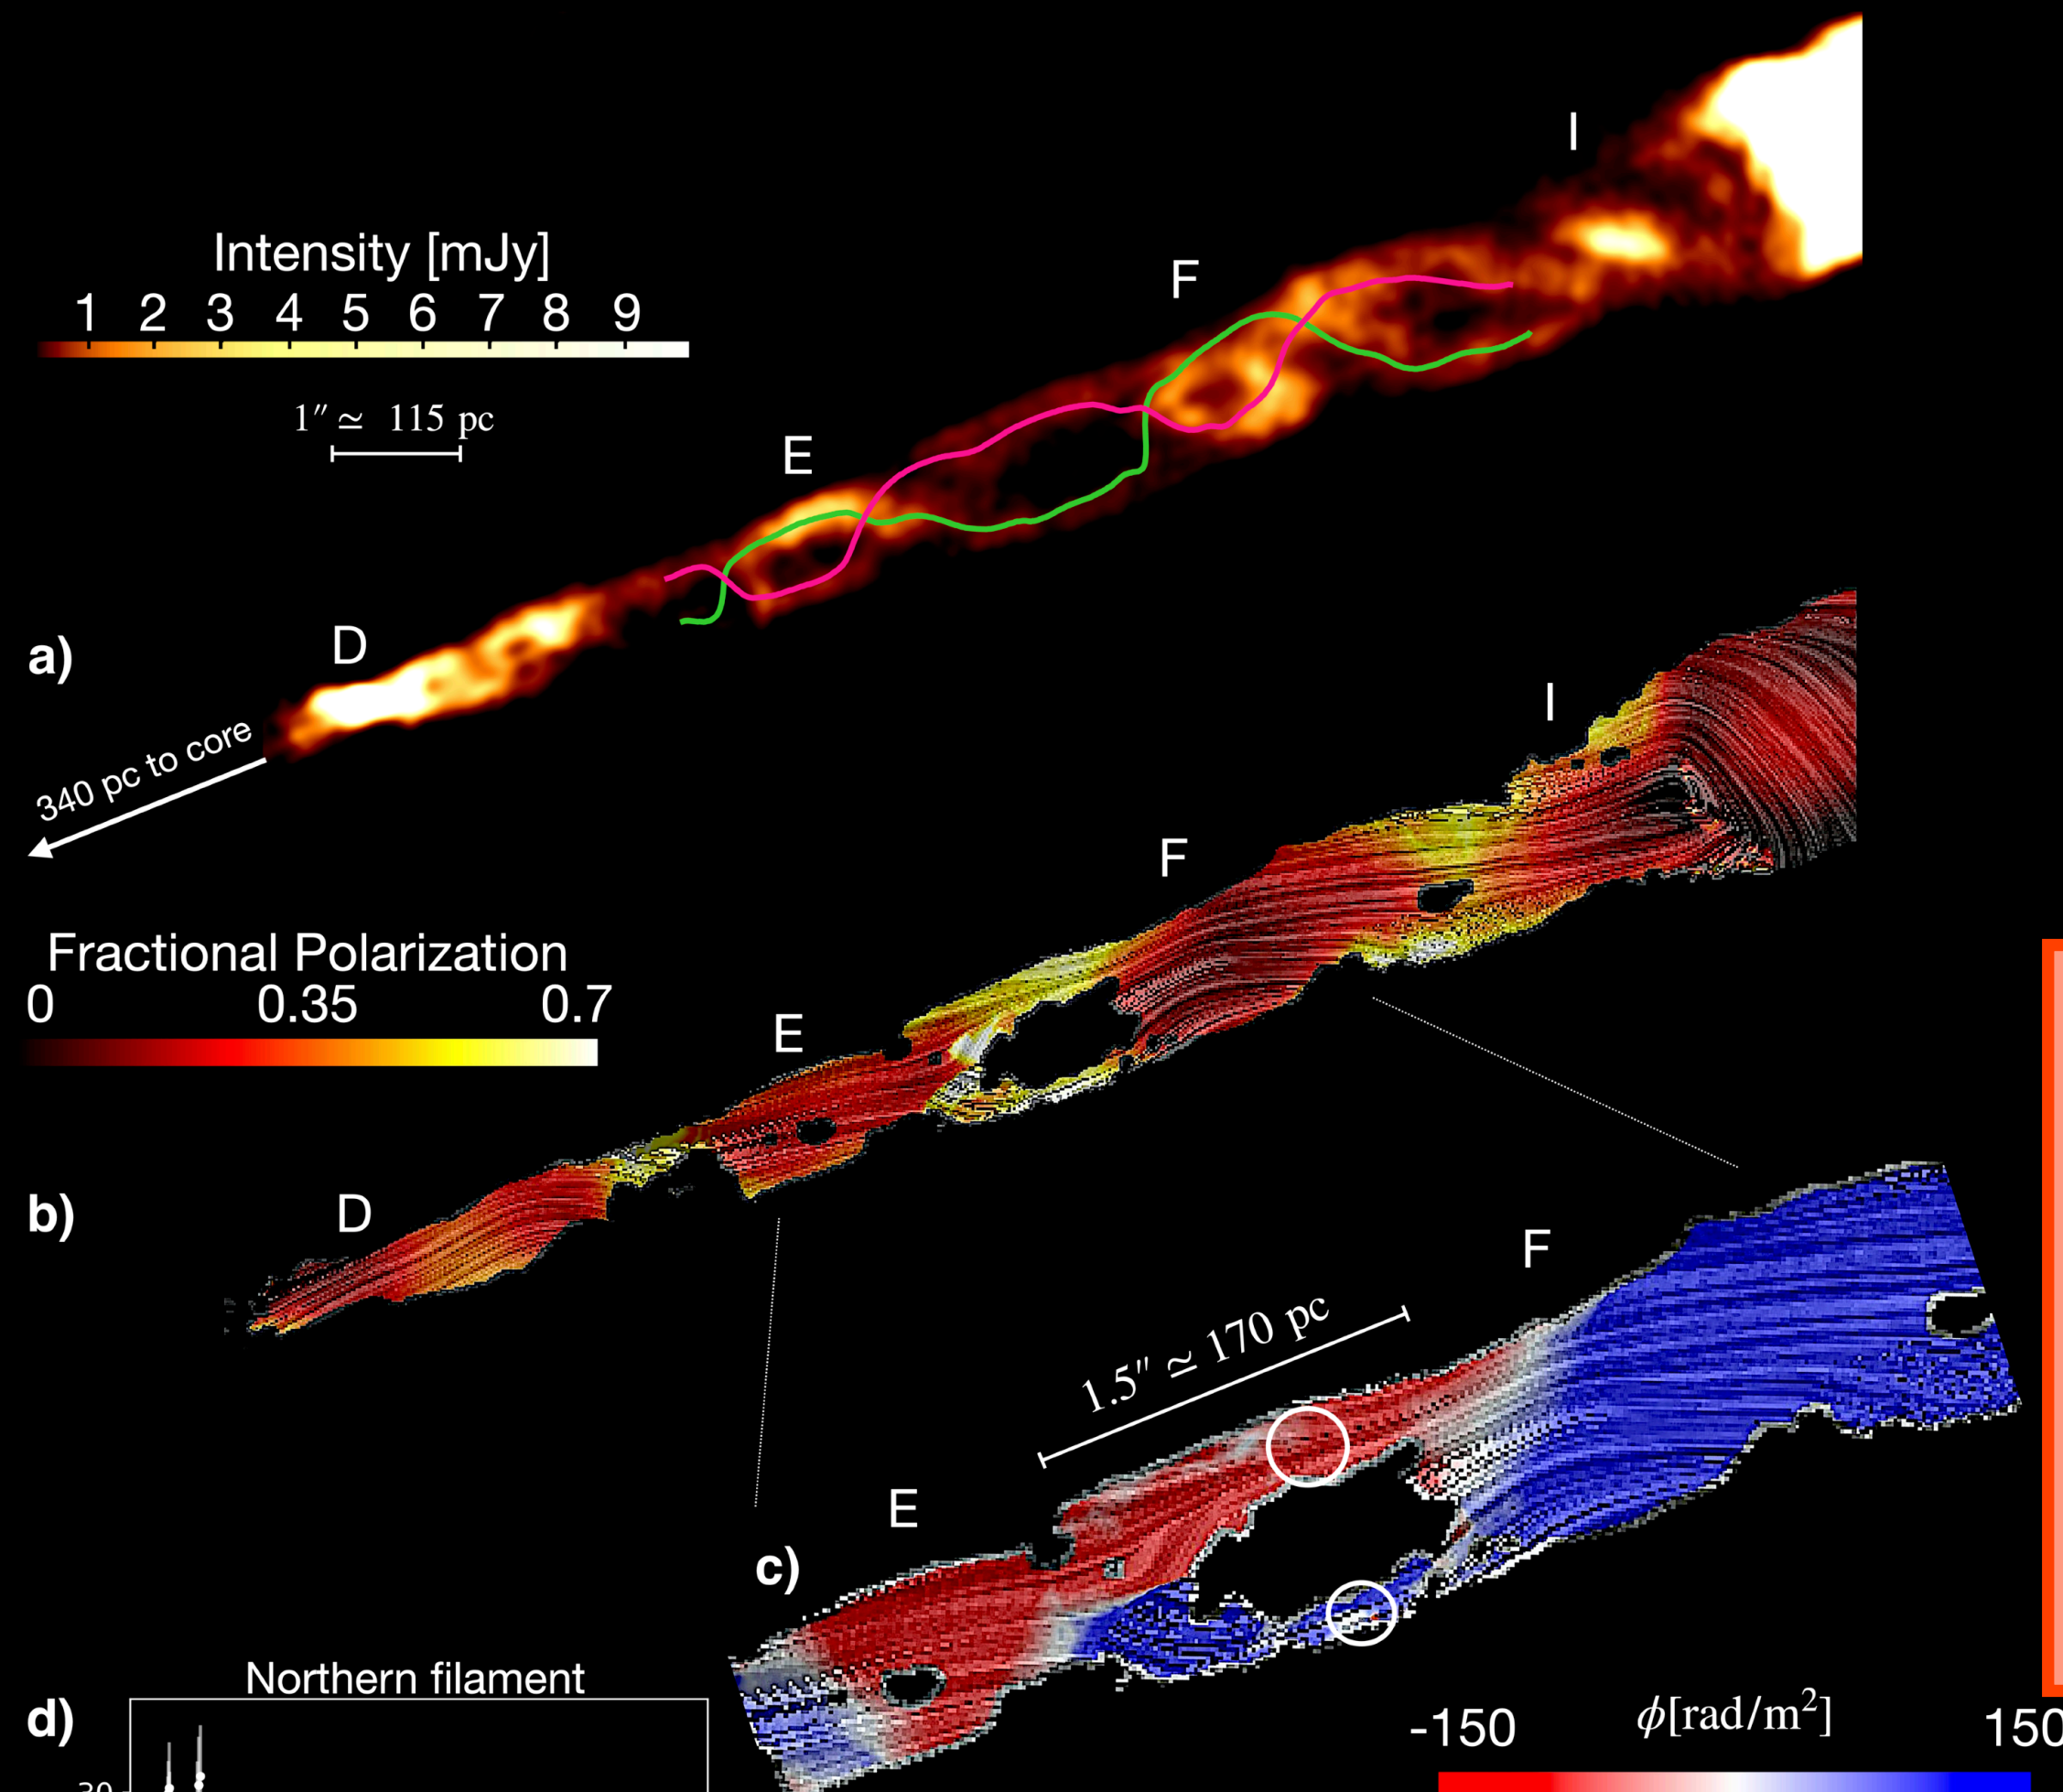 I
F
Intensity [mJy]
1 2 3 4 5 6 7 8 9
1″ ≃ 115 pc
E
D
a)
340 pc to core
I
F
Fractional Polarization
0 0.35 0.7
E
D
b)
F
1.5″ ≃ 170 pc
E
c)
Northern filament
d)
ϕ[rad/m²]
-150 150
30